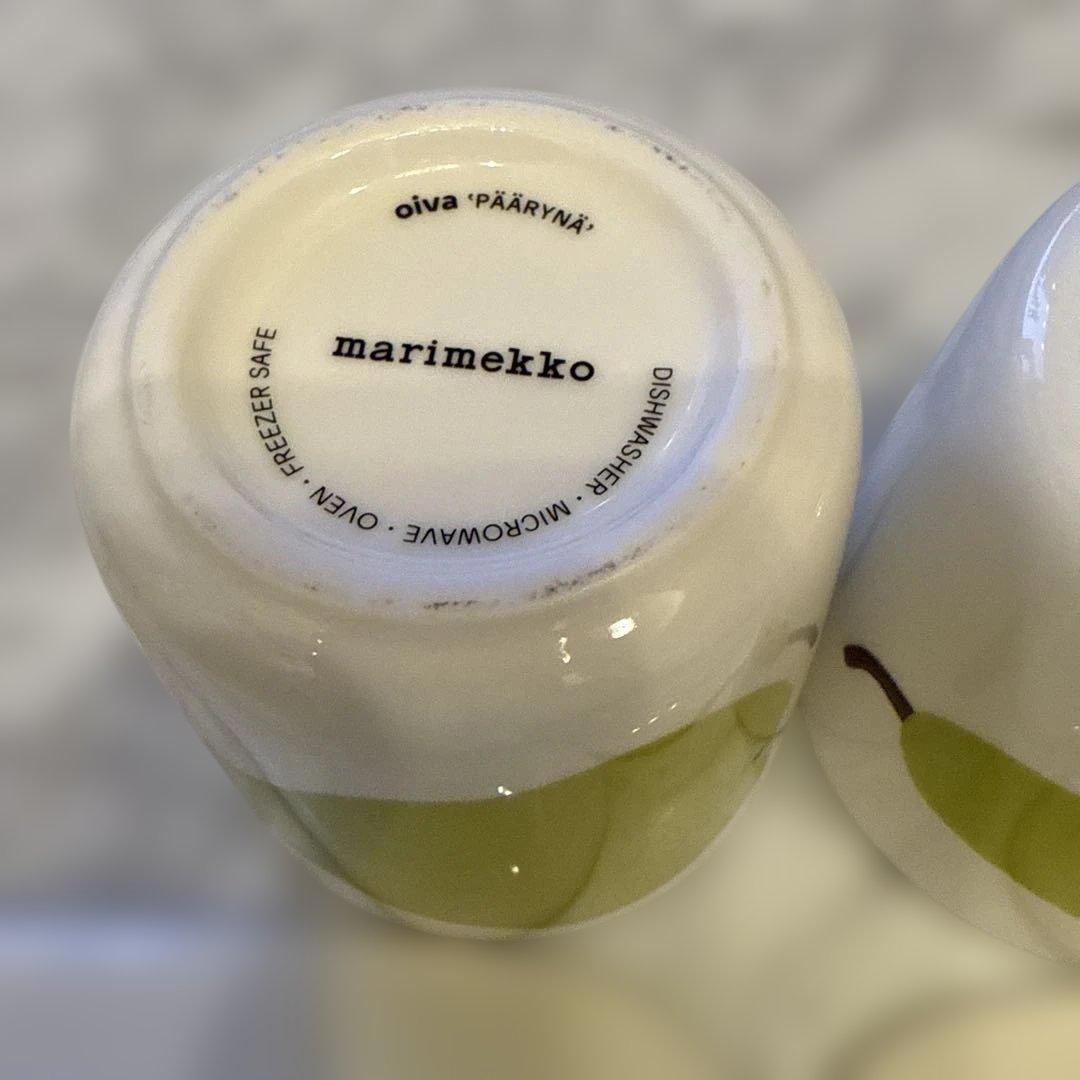 oiva ‘PÄÄRYNÄ’
marimekko
DISHWASHER · MICROWAVE · OVEN · FREEZER SAFE